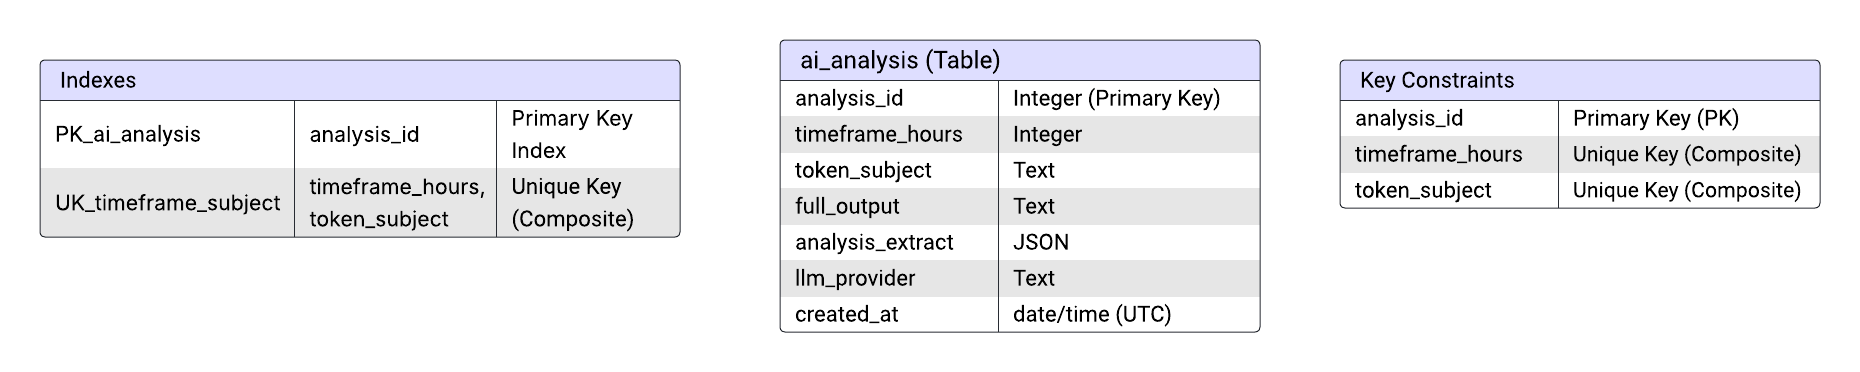 Indexes
PK_ai_analysis
analysis_id
Primary Key
Index
UK_timeframe_subject
timeframe_hours,
token_subject
Unique Key
(Composite)
ai_analysis (Table)
analysis_id
Integer (Primary Key)
timeframe_hours
Integer
token_subject
Text
full_output
Text
analysis_extract
JSON
llm_provider
Text
created_at
date/time (UTC)
Key Constraints
analysis_id
Primary Key (PK)
timeframe_hours
Unique Key (Composite)
token_subject
Unique Key (Composite)